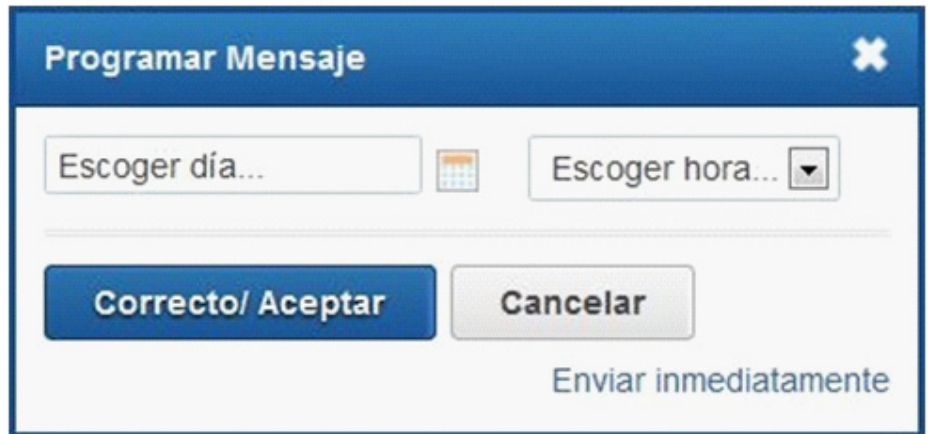 Programar Mensaje
Escoger día... Escoger hora...
Correcto/ Aceptar Cancelar
Enviar inmediatamente